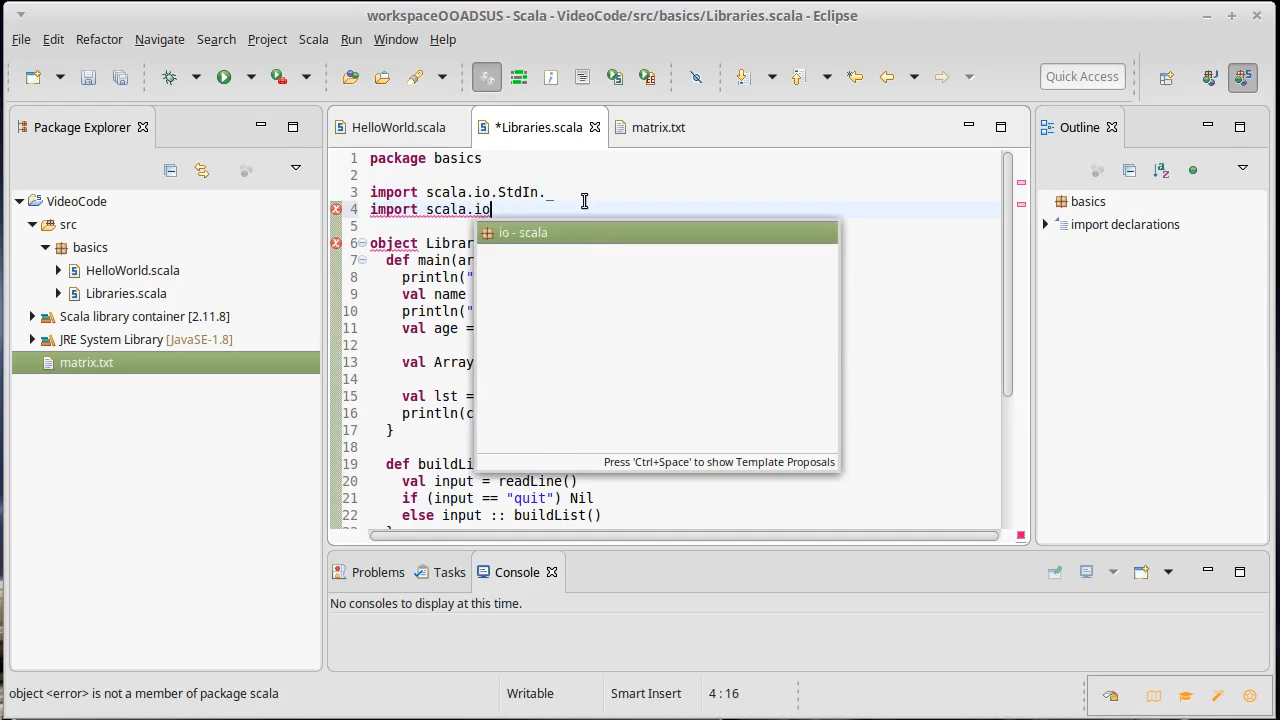 workspaceOOADSUS - Scala - VideoCode/src/basics/Libraries.scala - Eclipse
File Edit Refactor Navigate Search Project Scala Run Window Help
Quick Access
Package Explorer
HelloWorld.scala
*Libraries.scala
matrix.txt
Outline
VideoCode
src
basics
HelloWorld.scala
Libraries.scala
Scala library container [2.11.8]
JRE System Library [JavaSE-1.8]
matrix.txt
1 package basics
2
3 import scala.io.StdIn._
4 import scala.io
5
6 object Librar
7 def main(ar
8 println("
9 val name
10 println("
11 val age =
12
13 val Array
14
15 val lst =
16 println(c
17 }
18
19 def buildLi
20 val input = readLine()
21 if (input == "quit") Nil
22 else input :: buildList()
io - scala
Press 'Ctrl+Space' to show Template Proposals
basics
import declarations
Problems
Tasks
Console
No consoles to display at this time.
object <error> is not a member of package scala
Writable
Smart Insert
4 : 16